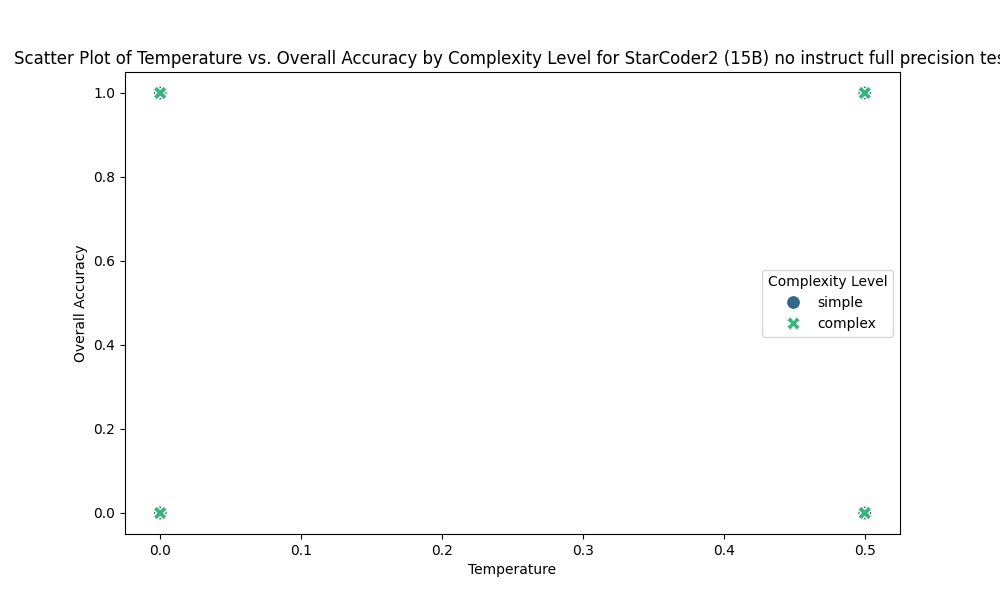 Scatter Plot of Temperature vs. Overall Accuracy by Complexity Level for StarCoder2 (15B) no instruct full precision tes
1.0
0.8
0.6
0.4
0.2
0.0
Overall Accuracy
Complexity Level
simple
complex
0.0 0.1 0.2 0.3 0.4 0.5
Temperature